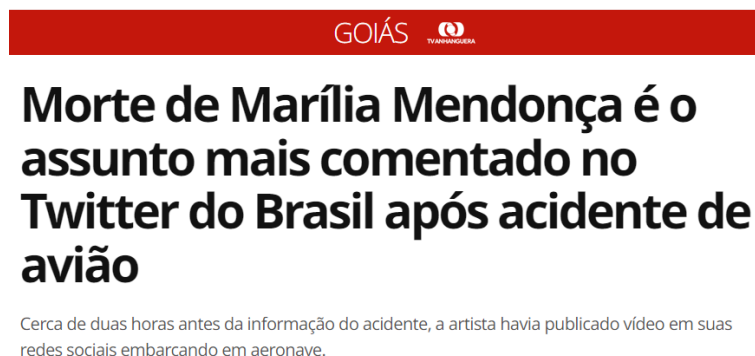 GOIÁS TV ANHANGUERA
Morte de Marília Mendonça é o
assunto mais comentado no
Twitter do Brasil após acidente de
avião
Cerca de duas horas antes da informação do acidente, a artista havia publicado vídeo em suas
redes sociais embarcando em aeronave.